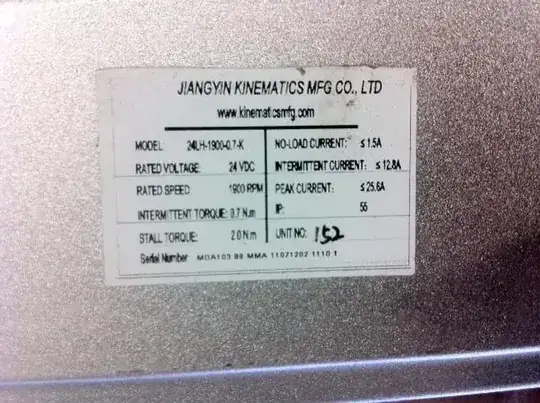 JIANGYIN KINEMATICS MFG CO., LTD
www.kinematicsmfg.com
MODEL: 24LH-1900-0.7-K NO-LOAD CURRENT: ≤ 1.5A
RATED VOLTAGE: 24 VDC INTERMITTENT CURRENT: ≤ 12.8A
RATED SPEED 1900 RPM PEAK CURRENT: ≤ 25.6A
INTERMITTENT TORQUE: 0.7 N.m IP: 55
STALL TORQUE: 2.0 N.m UNIT NO: 152
Serial Number MDA103 88 MMA 11071202 1110 1